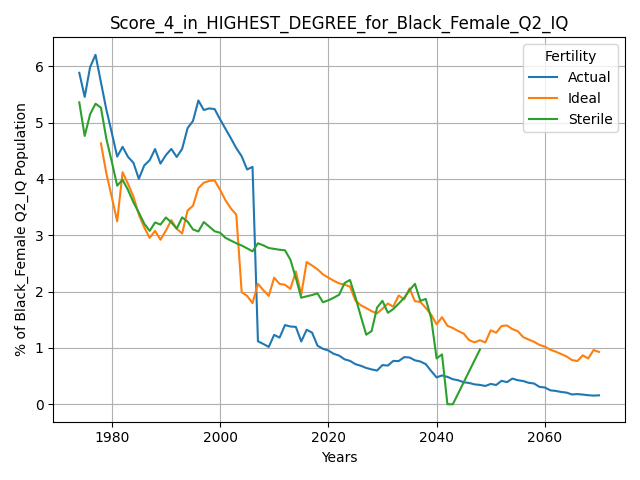 Score_4_in_HIGHEST_DEGREE_for_Black_Female_Q2_IQ
Fertility
Actual
Ideal
Sterile
% of Black_Female Q2_IQ Population
6
5
4
3
2
1
0
1980 2000 2020 2040 2060
Years